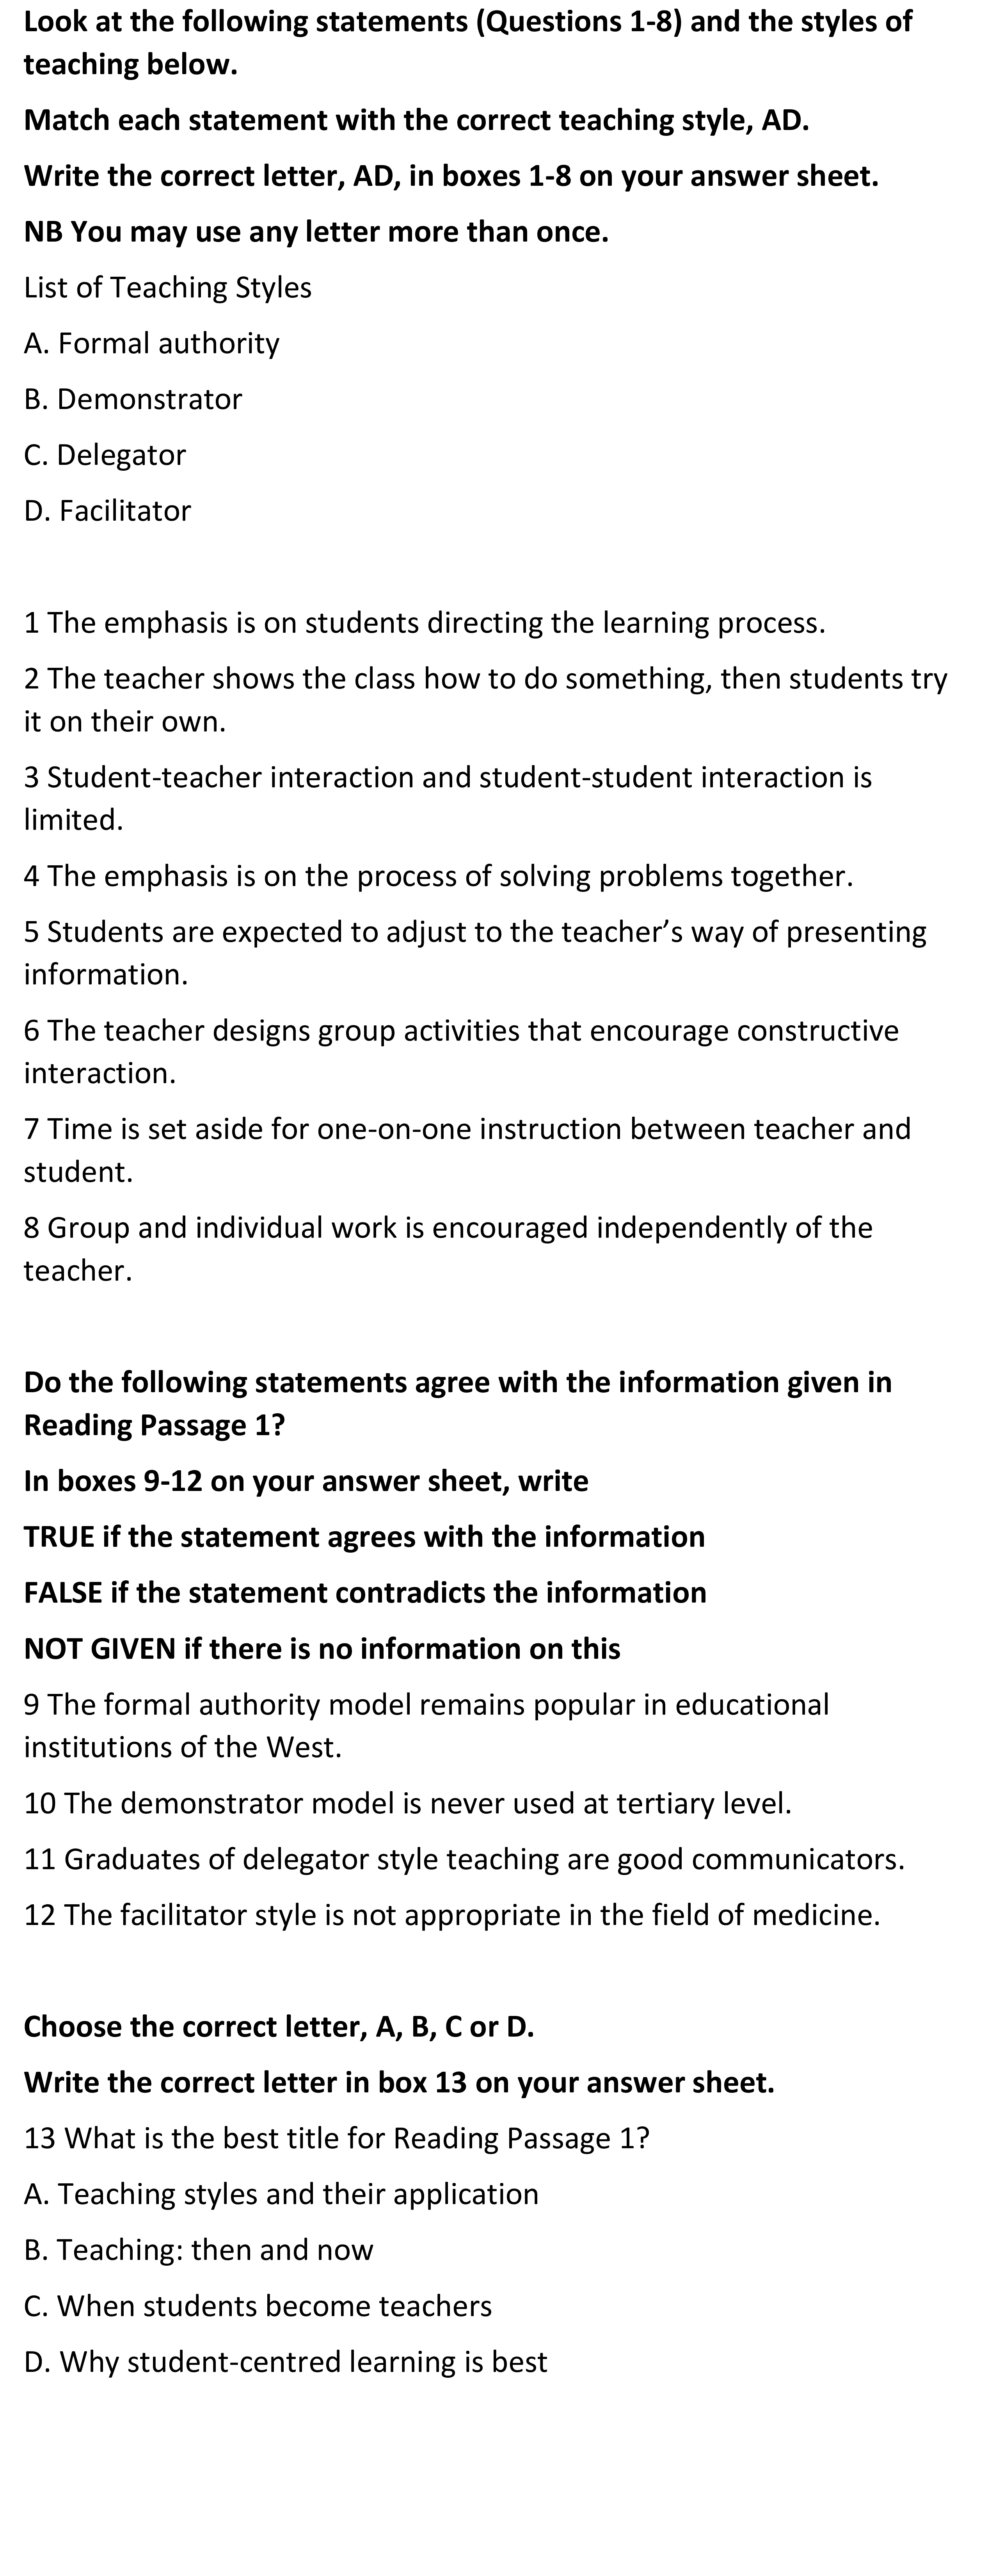 Look at the following statements (Questions 1-8) and the styles of
teaching below.
Match each statement with the correct teaching style, AD.
Write the correct letter, AD, in boxes 1-8 on your answer sheet.
NB You may use any letter more than once.
List of Teaching Styles
A. Formal authority
B. Demonstrator
C. Delegator
D. Facilitator
1 The emphasis is on students directing the learning process.
2 The teacher shows the class how to do something, then students try
it on their own.
3 Student-teacher interaction and student-student interaction is
limited.
4 The emphasis is on the process of solving problems together.
5 Students are expected to adjust to the teacher’s way of presenting
information.
6 The teacher designs group activities that encourage constructive
interaction.
7 Time is set aside for one-on-one instruction between teacher and
student.
8 Group and individual work is encouraged independently of the
teacher.
Do the following statements agree with the information given in
Reading Passage 1?
In boxes 9-12 on your answer sheet, write
TRUE if the statement agrees with the information
FALSE if the statement contradicts the information
NOT GIVEN if there is no information on this
9 The formal authority model remains popular in educational
institutions of the West.
10 The demonstrator model is never used at tertiary level.
11 Graduates of delegator style teaching are good communicators.
12 The facilitator style is not appropriate in the field of medicine.
Choose the correct letter, A, B, C or D.
Write the correct letter in box 13 on your answer sheet.
13 What is the best title for Reading Passage 1?
A. Teaching styles and their application
B. Teaching: then and now
C. When students become teachers
D. Why student-centred learning is best